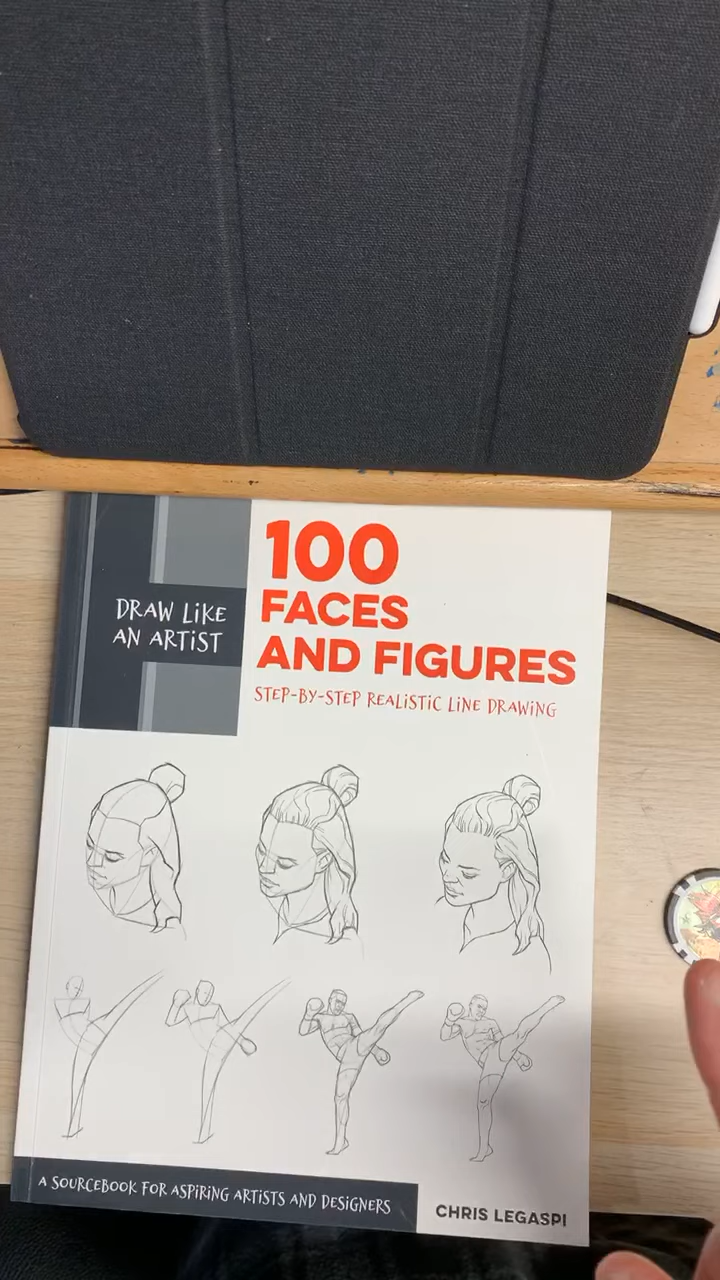 DRAW LIKE
AN ARTIST
100
FACES
AND FIGURES
STEP-BY-STEP REALISTIC LINE DRAWING
A SOURCEBOOK FOR ASPIRING ARTISTS AND DESIGNERS
CHRIS LEGASPI